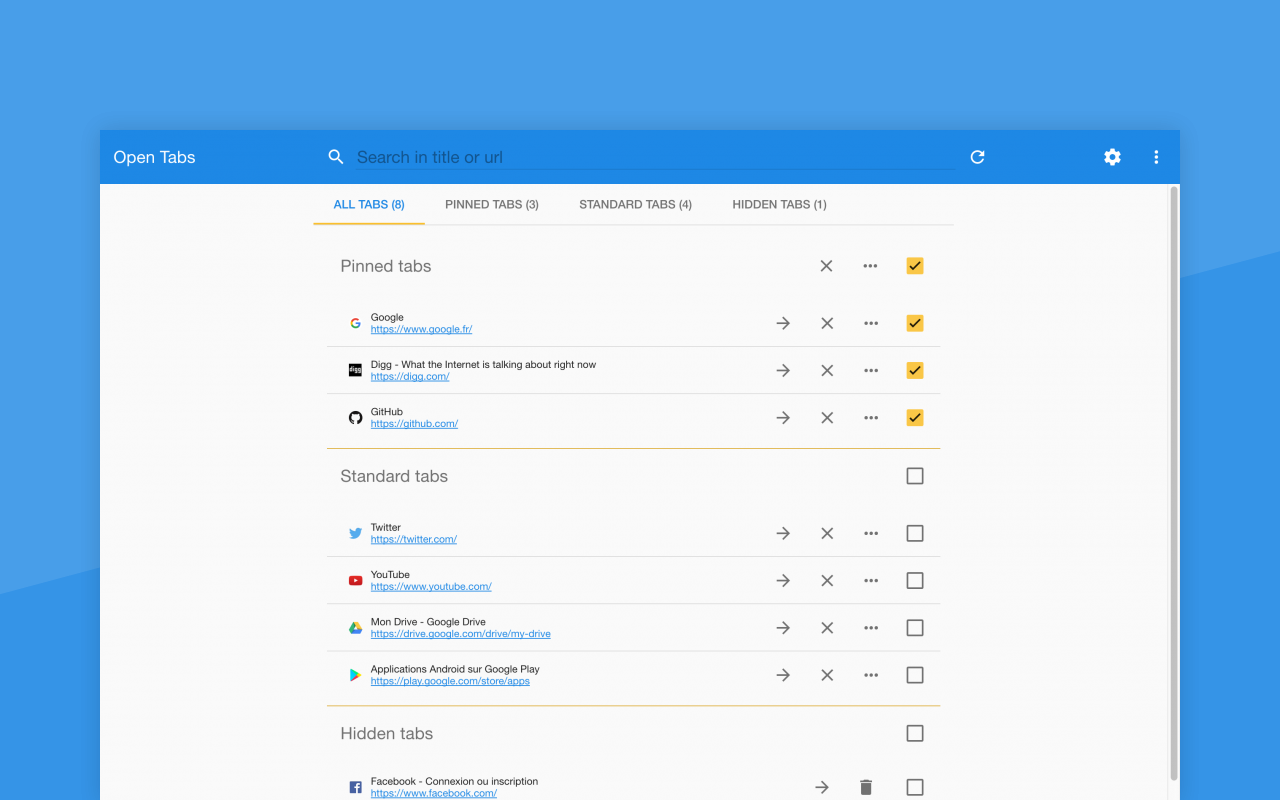 Open Tabs
Search in title or url
ALL TABS (8)
PINNED TABS (3)
STANDARD TABS (4)
HIDDEN TABS (1)
Pinned tabs
Google
https://www.google.fr/
digg
Digg - What the Internet is talking about right now
https://digg.com/
GitHub
https://github.com/
Standard tabs
Twitter
https://twitter.com/
YouTube
https://www.youtube.com/
Mon Drive - Google Drive
https://drive.google.com/drive/my-drive
Applications Android sur Google Play
https://play.google.com/store/apps
Hidden tabs
Facebook - Connexion ou inscription
https://www.facebook.com/